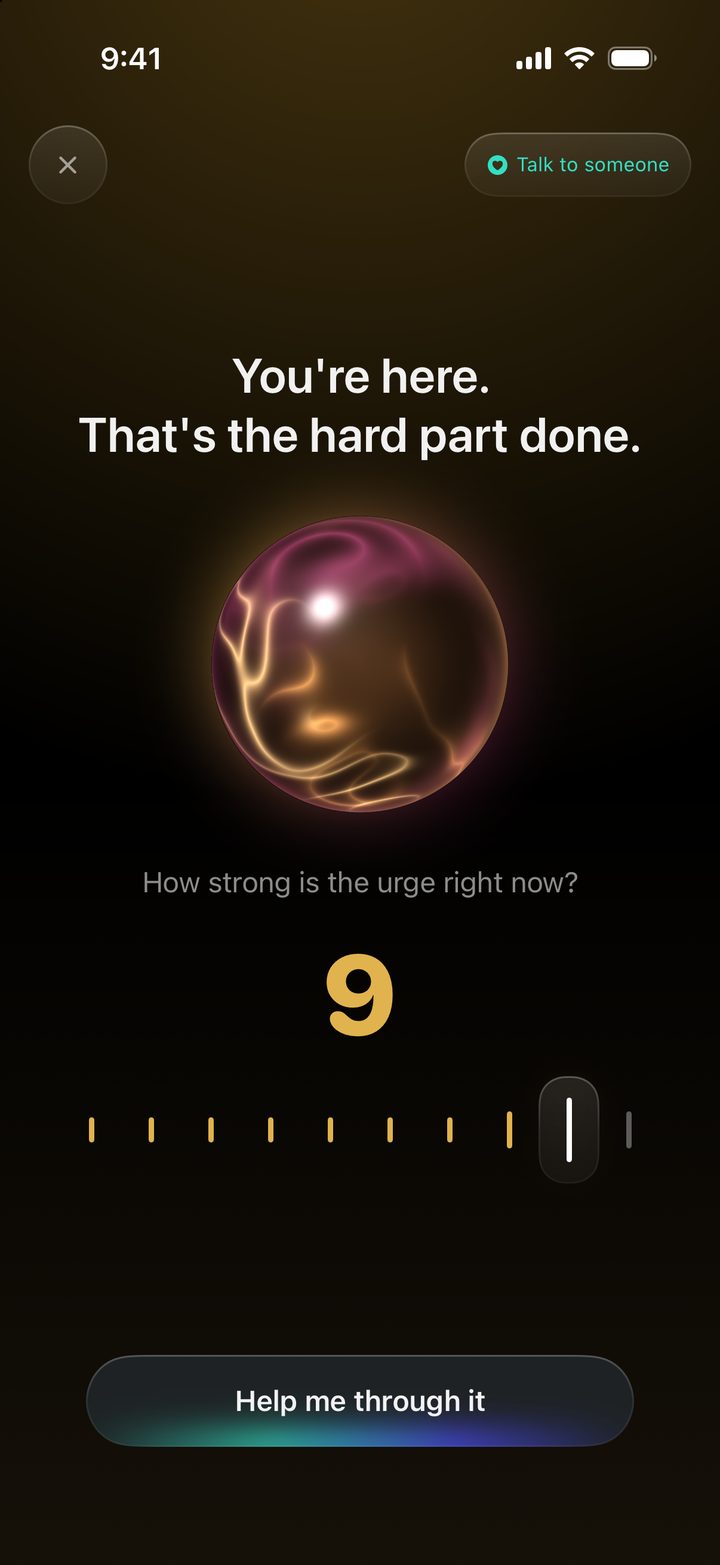 9:41
Talk to someone
You're here.
That's the hard part done.
How strong is the urge right now?
9
Help me through it